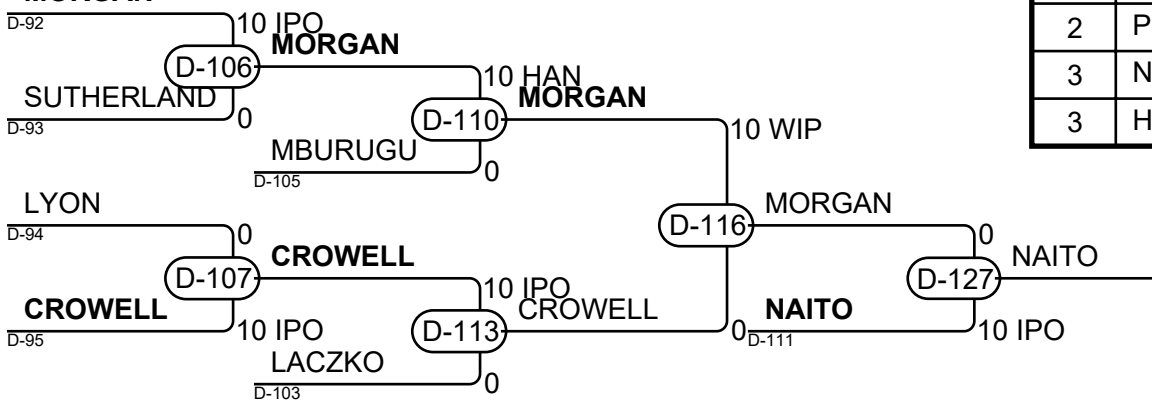 D-92
10 IPO
MORGAN
2 P
D-106
10 HAN
3 N
SUTHERLAND
MORGAN
D-93
0
D-110
10 WIP
3 H
MBURUGU
0
D-105
LYON
MORGAN
D-94
0
D-116
0
CROWELL
NAITO
D-107
10 IPO
D-127
CROWELL
CROWELL
NAITO
D-95
10 IPO
D-113
0
D-111
10 IPO
LACZKO
0
D-103